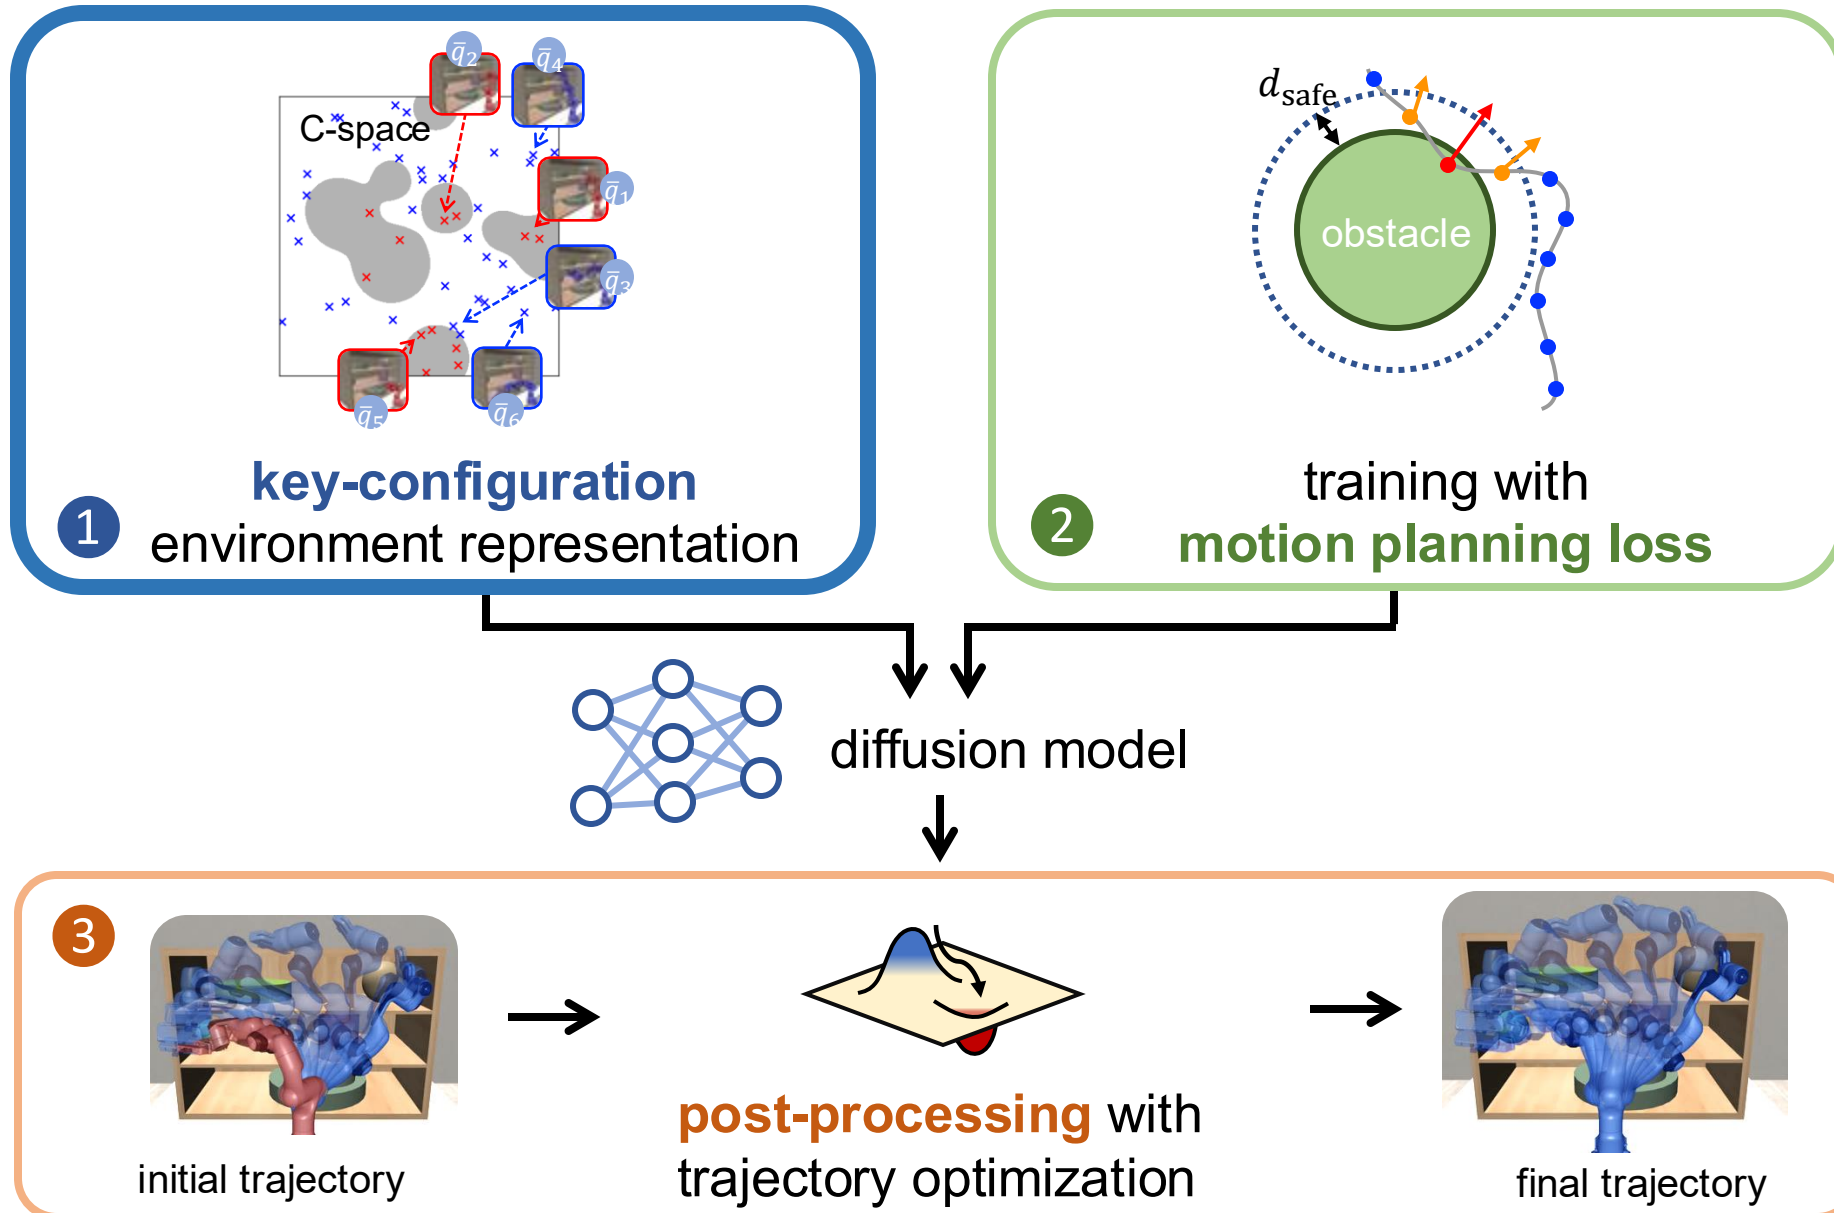 q̅₂
q̅₄
C-space
q̅₁
q̅₃
q̅₅
q̅₆
key-configuration
1
environment representation
d_safe
obstacle
training with
2
motion planning loss
diffusion model
3
initial trajectory
post-processing with
trajectory optimization
final trajectory